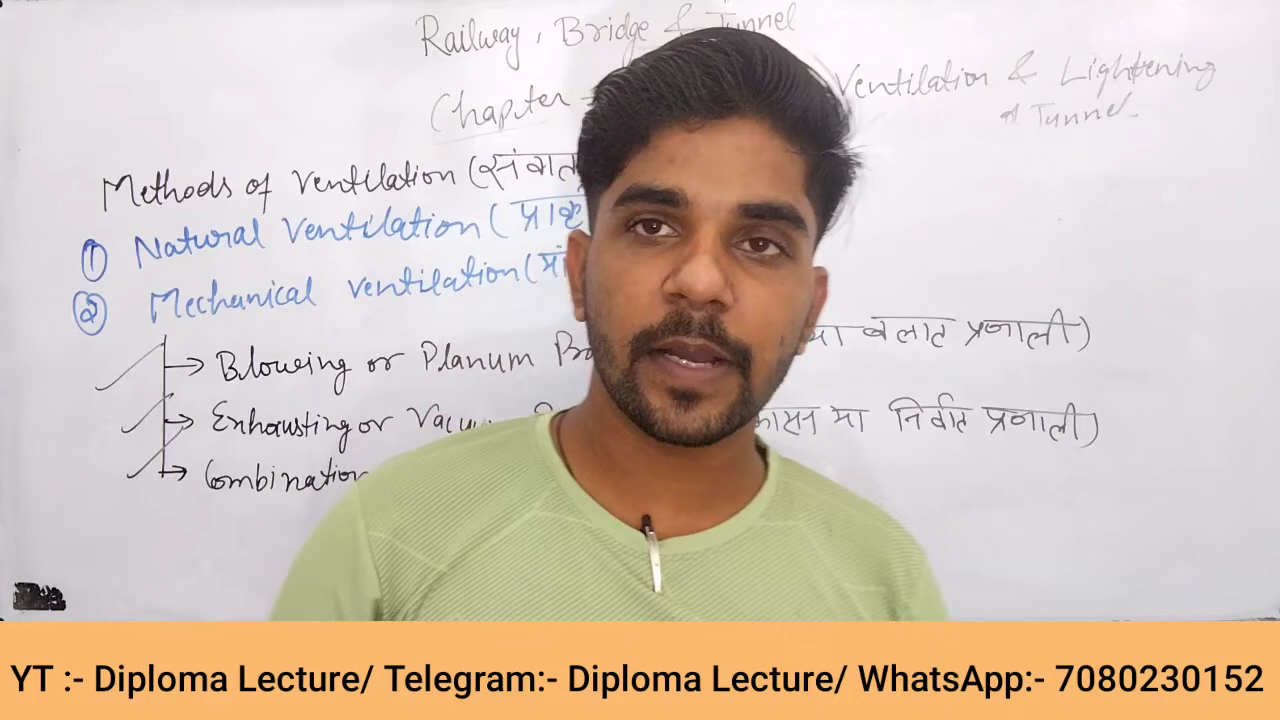 Railway, Bridge & Tunnel
Chapter - Ventilation & Lightening
of Tunnel.
Methods of Ventilation (संवात
① Natural Ventilation (
② Mechanical ventilation (
→ Blowing or Planum या बलात प्रणाली)
→ Exhausting or या निर्वात प्रणाली)
→ Combination
YT :- Diploma Lecture/ Telegram:- Diploma Lecture/ WhatsApp:- 7080230152